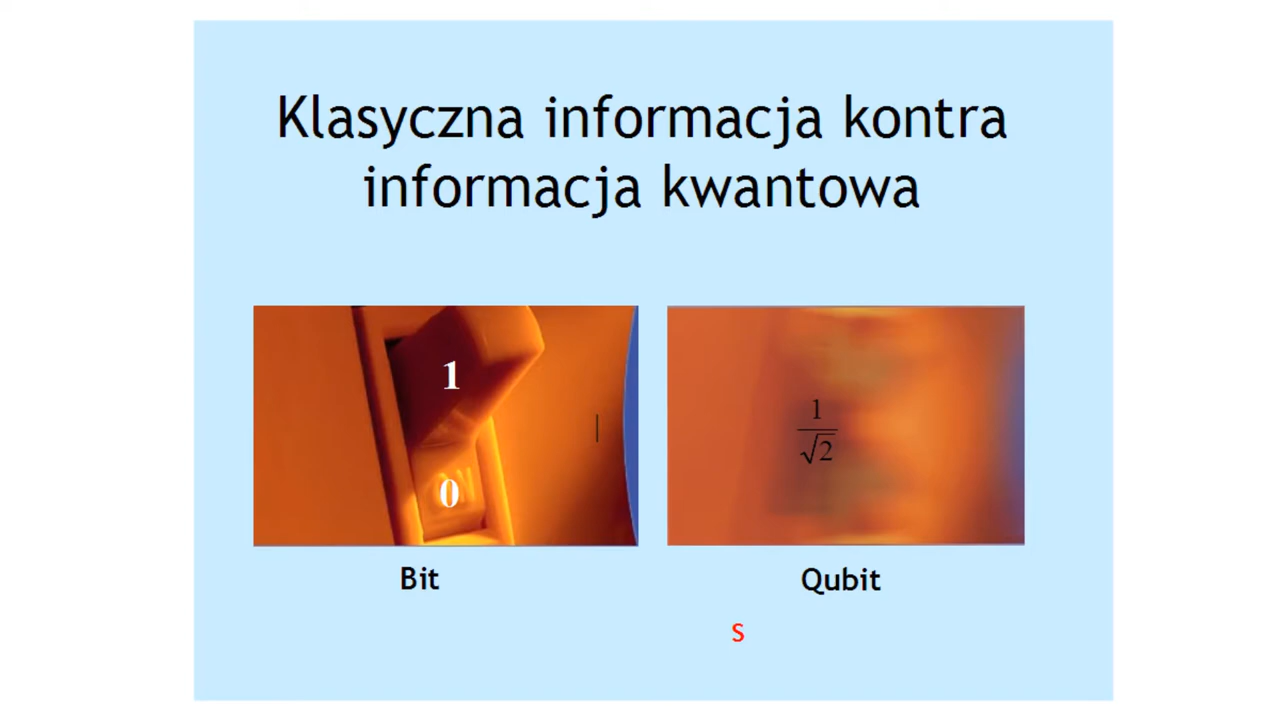 Klasyczna informacja kontra
informacja kwantowa
1
0
1
√2
Bit
Qubit
s